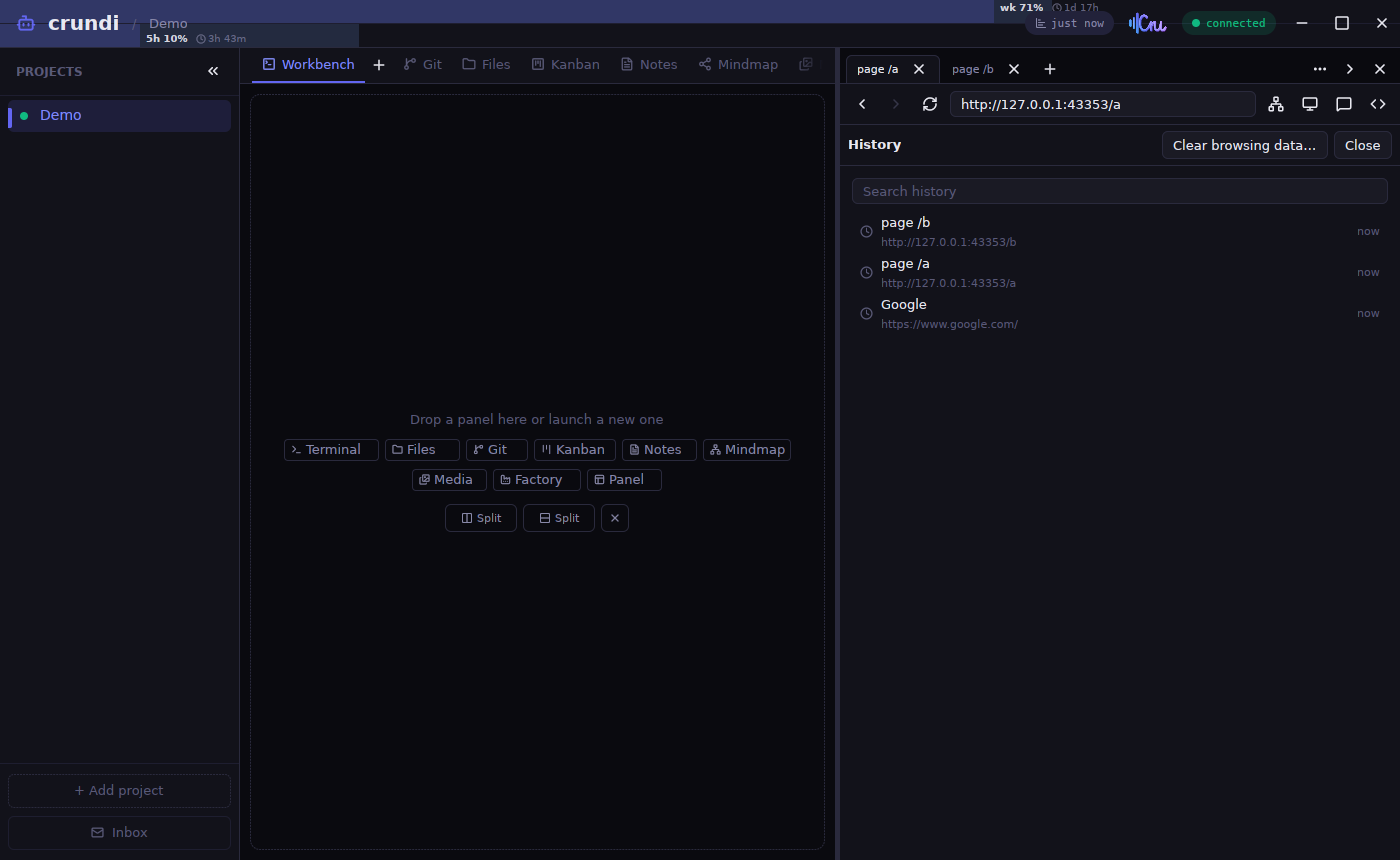 wk 71% 1d 17h
crundi / Demo
just now
Cru
connected
5h 10% 3h 43m
PROJECTS
Demo
+ Add project
Inbox
Workbench
Git
Files
Kanban
Notes
Mindmap
Drop a panel here or launch a new one
Terminal
Files
Git
Kanban
Notes
Mindmap
Media
Factory
Panel
Split
Split
page /a
page /b
http://127.0.0.1:43353/a
History
Clear browsing data...
Close
Search history
page /b
http://127.0.0.1:43353/b
now
page /a
http://127.0.0.1:43353/a
now
Google
https://www.google.com/
now